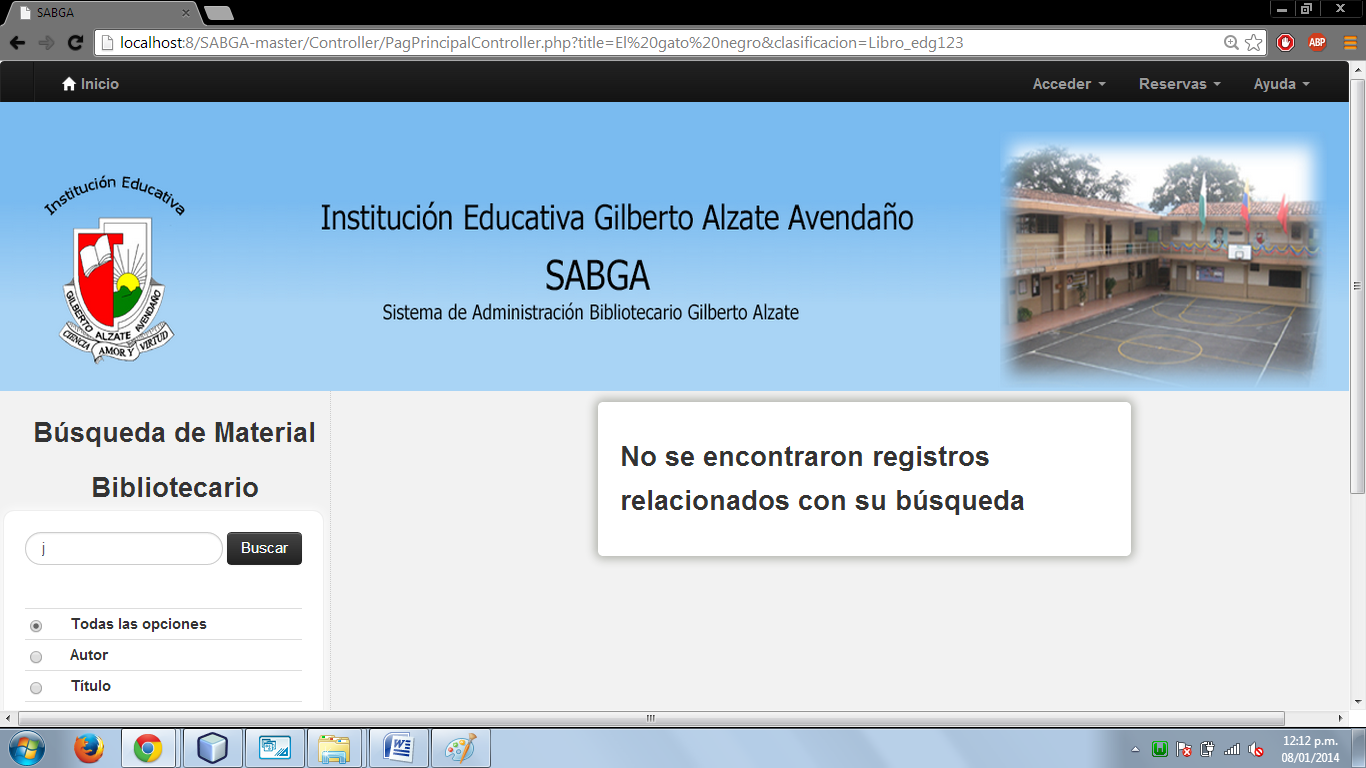 SABGA
localhost:8/SABGA-master/Controller/PagPrincipalController.php?title=El%20gato%20negro&clasificacion=Libro_edg123
ABP
Inicio
Acceder
Reservas
Ayuda
Institución Educativa
GILBERTO ALZATE AVENDAÑO
CIENCIA AMOR Y VIRTUD
Institución Educativa Gilberto Alzate Avendaño
SABGA
Sistema de Administración Bibliotecario Gilberto Alzate
Búsqueda de Material
Bibliotecario
j
Buscar
Todas las opciones
Autor
Título
No se encontraron registros
relacionados con su búsqueda
12:12 p.m.
08/01/2014